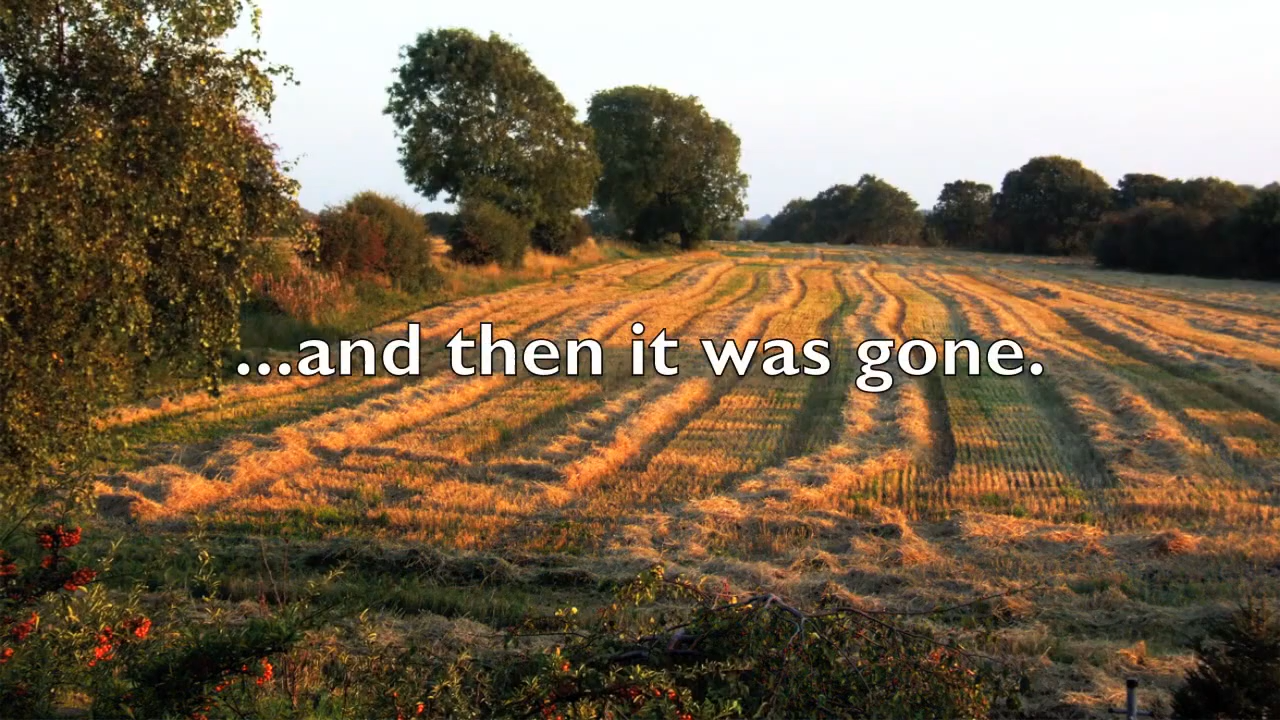 ...and then it was gone.